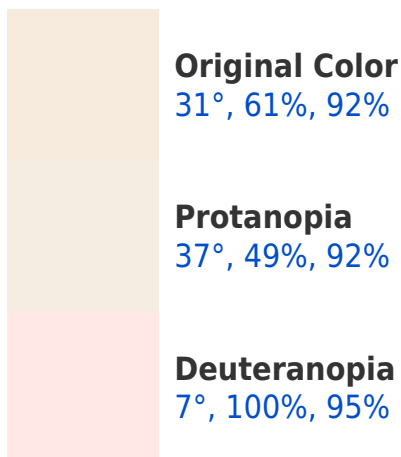 Original Color
31°, 61%, 92%
Protanopia
37°, 49%, 92%
Deuteranopia
7°, 100%, 95%